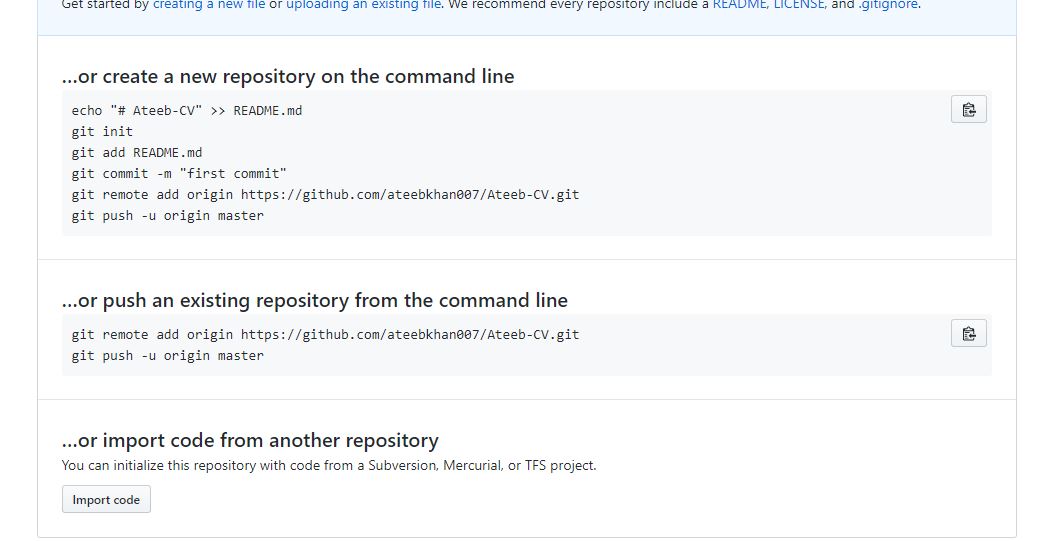 Get started by creating a new file or uploading an existing file. We recommend every repository include a README, LICENSE, and .gitignore.
…or create a new repository on the command line
echo "# Ateeb-CV" >> README.md
git init
git add README.md
git commit -m "first commit"
git remote add origin https://github.com/ateebkhan007/Ateeb-CV.git
git push -u origin master
…or push an existing repository from the command line
git remote add origin https://github.com/ateebkhan007/Ateeb-CV.git
git push -u origin master
…or import code from another repository
You can initialize this repository with code from a Subversion, Mercurial, or TFS project.
Import code